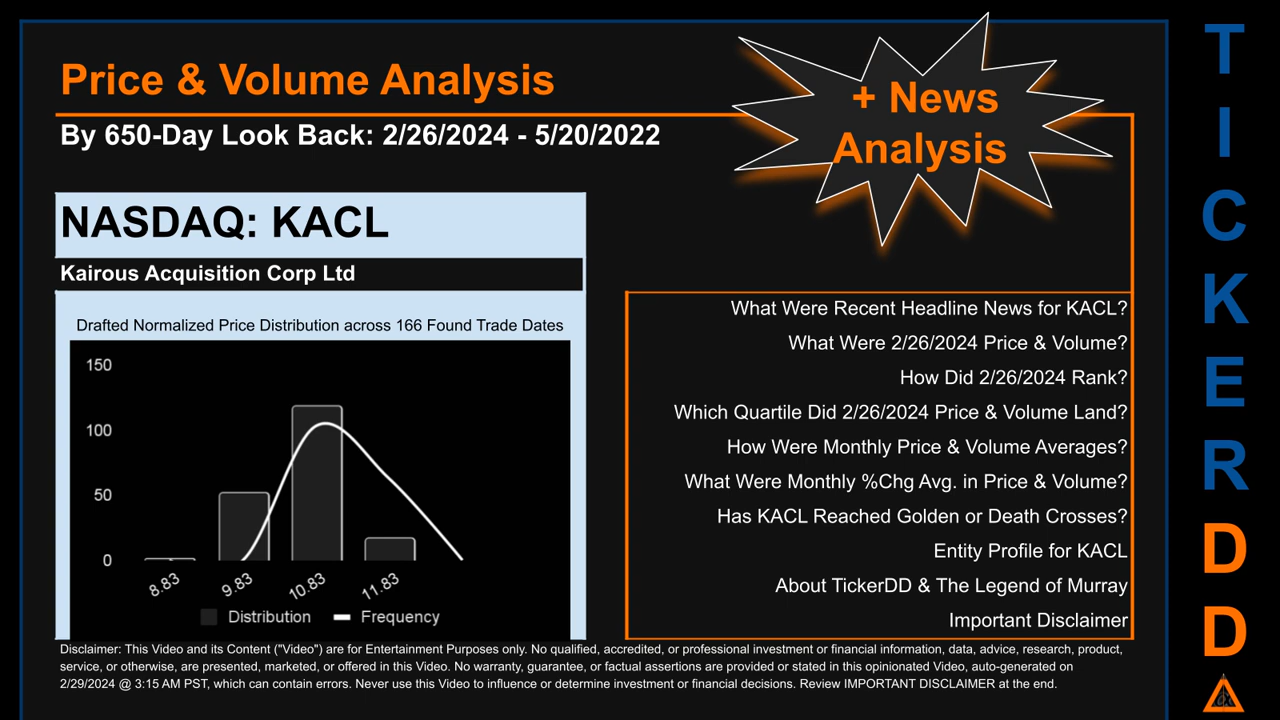 Price & Volume Analysis
By 650-Day Look Back: 2/26/2024 - 5/20/2022
+ News
Analysis
NASDAQ: KACL
Kairous Acquisition Corp Ltd
Drafted Normalized Price Distribution across 166 Found Trade Dates
150
100
50
0
8.83 9.83 10.83 11.83
Distribution Frequency
What Were Recent Headline News for KACL?
What Were 2/26/2024 Price & Volume?
How Did 2/26/2024 Rank?
Which Quartile Did 2/26/2024 Price & Volume Land?
How Were Monthly Price & Volume Averages?
What Were Monthly %Chg Avg. in Price & Volume?
Has KACL Reached Golden or Death Crosses?
Entity Profile for KACL
About TickerDD & The Legend of Murray
Important Disclaimer
Disclaimer: This Video and its Content ("Video") are for Entertainment Purposes only. No qualified, accredited, or professional investment or financial information, data, advice, research, product,
service, or otherwise, are presented, marketed, or offered in this Video. No warranty, guarantee, or factual assertions are provided or stated in this opinionated Video, auto-generated on
2/29/2024 @ 3:15 AM PST, which can contain errors. Never use this Video to influence or determine investment or financial decisions. Review IMPORTANT DISCLAIMER at the end.
T
I
C
K
E
R
D
D